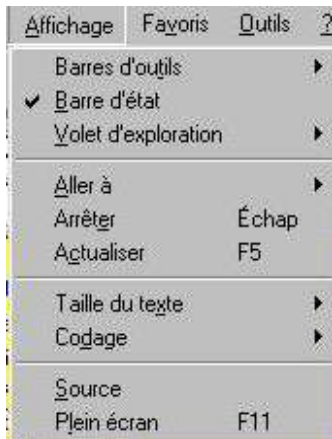 Affichage Favoris Outils ?
Barres d'outils
Barre d'état
Volet d'exploration
Aller à
Arrêter Échap
Actualiser F5
Taille du texte
Codage
Source
Plein écran F11